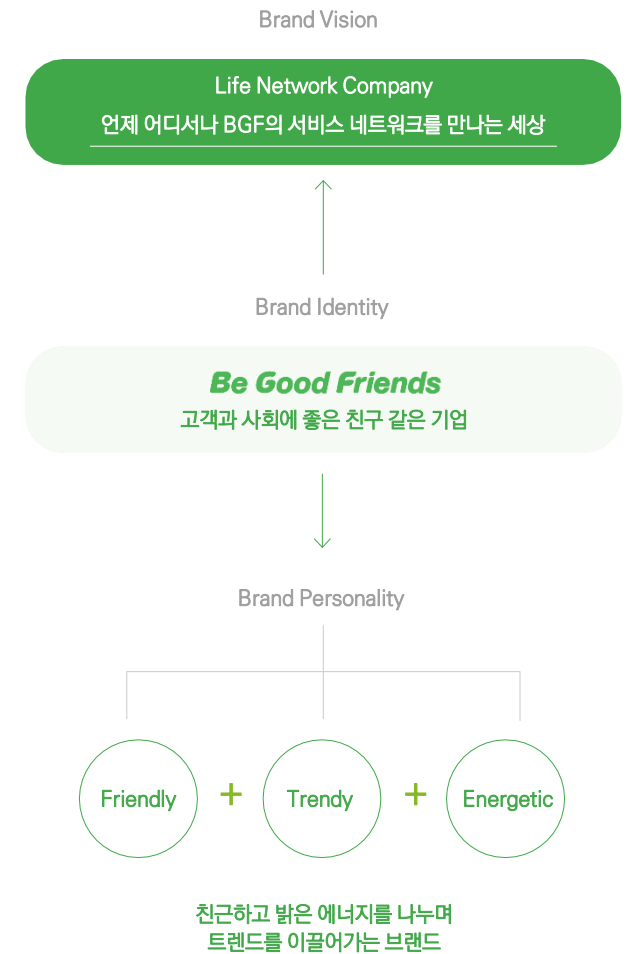 Brand Vision
Life Network Company
언제 어디서나 BGF의 서비스 네트워크를 만나는 세상
Brand Identity
Be Good Friends
고객과 사회에 좋은 친구 같은 기업
Brand Personality
Friendly + Trendy + Energetic
친근하고 밝은 에너지를 나누며
트렌드를 이끌어가는 브랜드